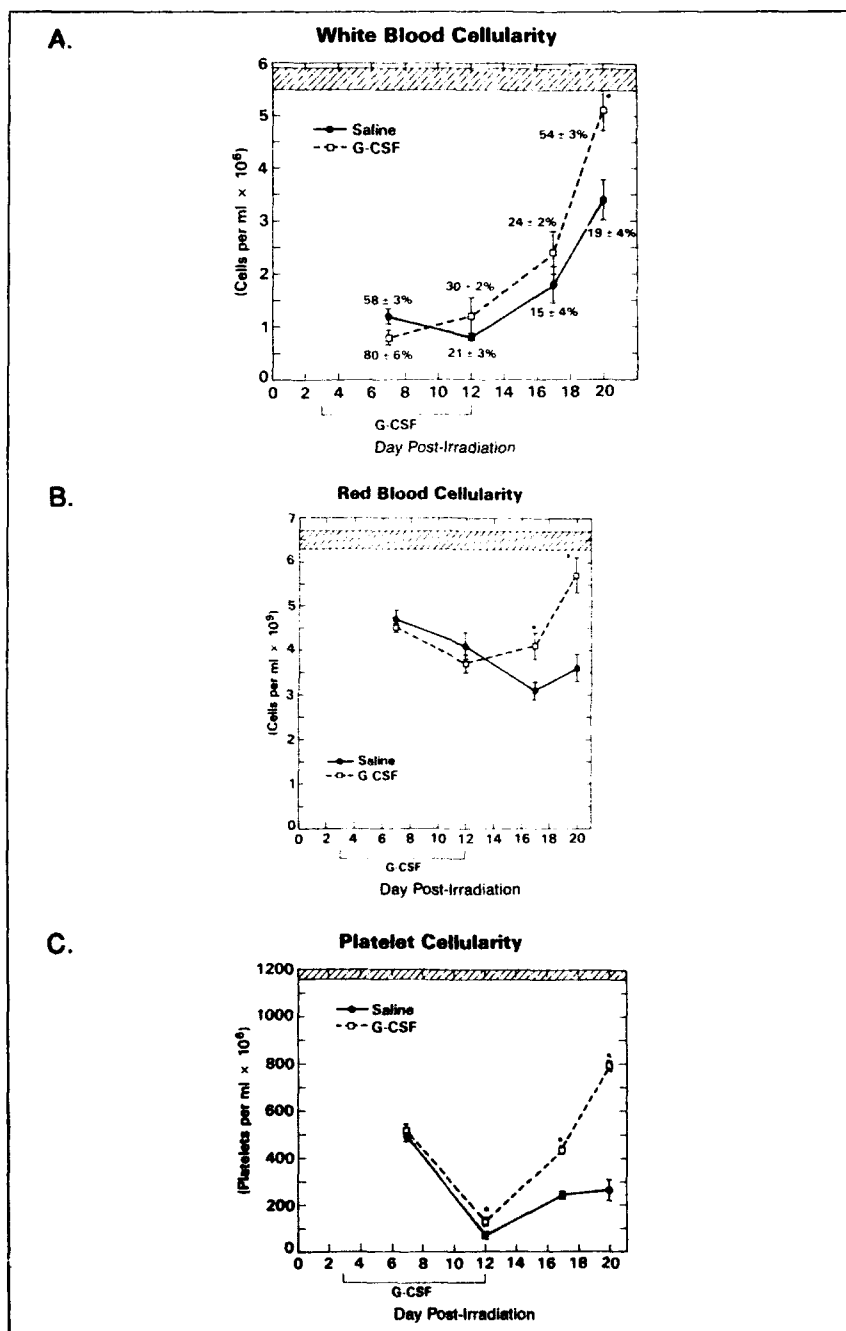 A.
White Blood Cellularity
(Cells per ml × 10⁶)
6
5
4
3
2
1
0
Saline
G-CSF
58 ± 3%
80 ± 6%
30 - 2%
21 ± 3%
24 ± 2%
15 ± 4%
54 ± 3%
19 ± 4%
*
0 2 4 6 8 10 12 14 16 18 20
G-CSF
Day Post-Irradiation
B.
Red Blood Cellularity
(Cells per ml × 10⁹)
7
6
5
4
3
2
1
0
*
Saline
G CSF
0 2 4 6 8 10 12 14 16 18 20
G-CSF
Day Post-Irradiation
C.
Platelet Cellularity
(Platelets per ml × 10⁶)
1200
1000
800
600
400
200
0
Saline
G-CSF
*
*
*
0 2 4 6 8 10 12 14 16 18 20
G-CSF
Day Post-Irradiation